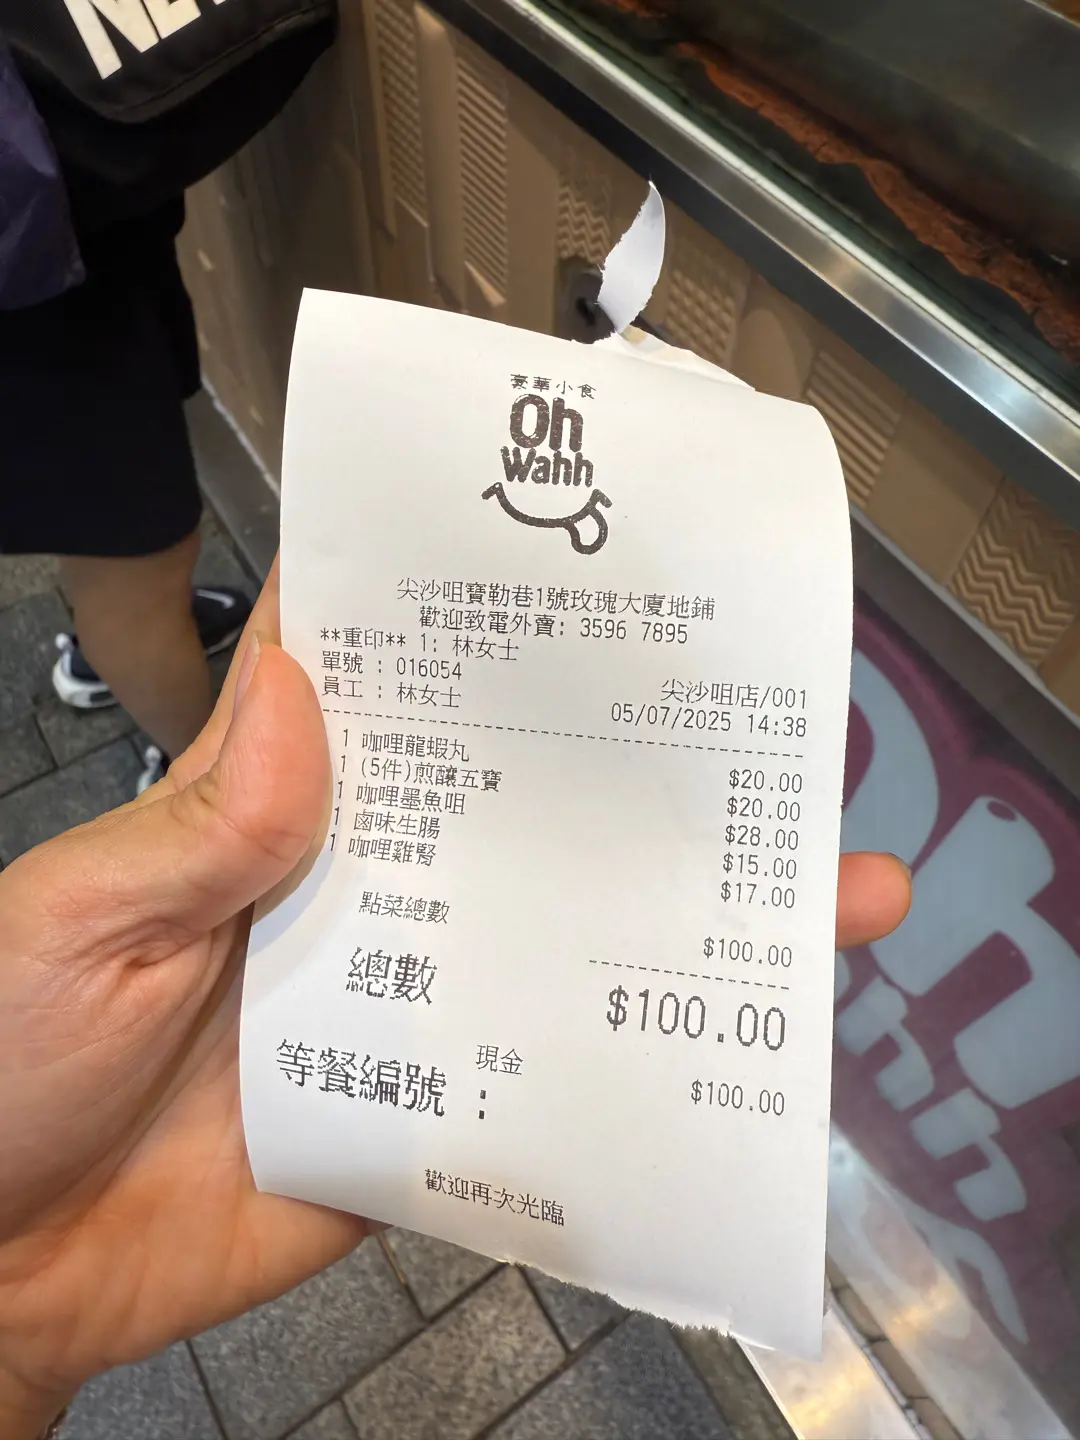 豪華小食
Oh
Wahh
尖沙咀寶勒巷1號玫瑰大廈地鋪
歡迎致電外賣: 3596 7895
**重印** 1: 林女士
單號 : 016054
尖沙咀店/001
員工 : 林女士
05/07/2025 14:38
1 咖哩龍蝦丸 $20.00
1 (5件)煎釀五寶 $20.00
1 咖哩墨魚咀 $28.00
1 鹵味生腸 $15.00
1 咖哩雞腎 $17.00
點菜總數 $100.00
總數 $100.00
現金 $100.00
等餐編號 :
歡迎再次光臨